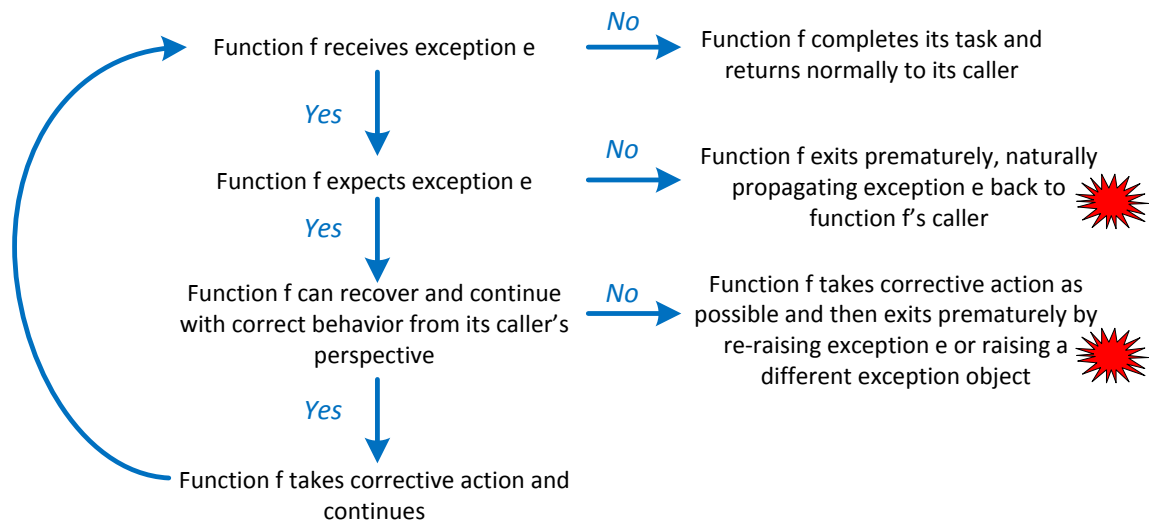 Function f receives exception e
No
Function f completes its task and
returns normally to its caller
Yes
Function f expects exception e
No
Function f exits prematurely, naturally
propagating exception e back to
function f’s caller
Yes
Function f can recover and continue
with correct behavior from its caller’s
perspective
No
Function f takes corrective action as
possible and then exits prematurely by
re-raising exception e or raising a
different exception object
Yes
Function f takes corrective action and
continues